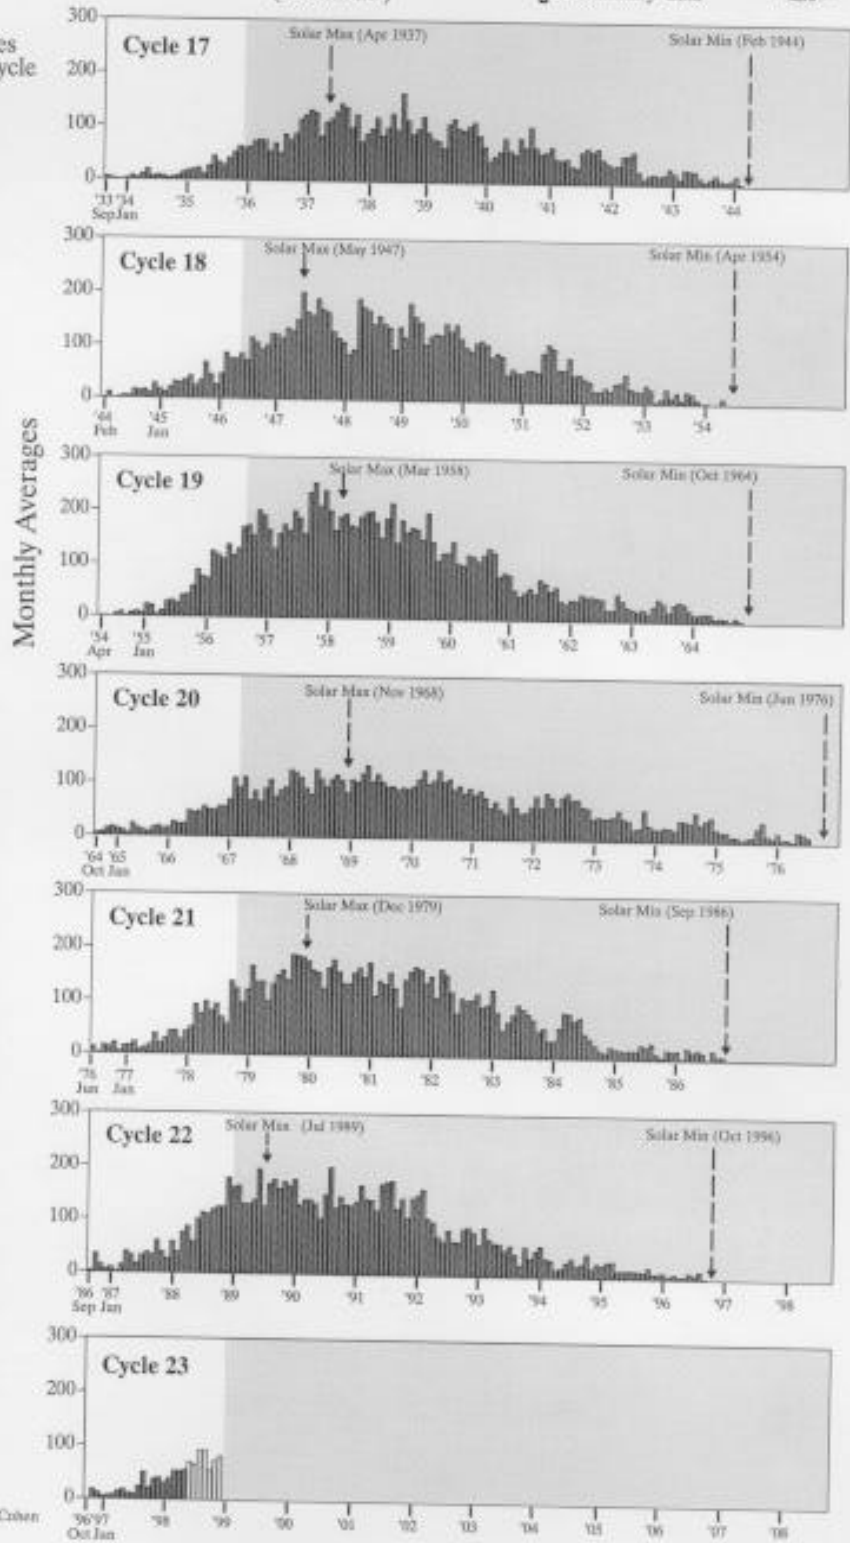 ycle
Monthly Averages
300
200
100
0
Cycle 17
Solar Max (Apr 1937)
Solar Min (Feb 1944)
'33 '34 '35 '36 '37 '38 '39 '40 '41 '42 '43 '44
Sep Jan
300
200
100
0
Cycle 18
Solar Max (May 1947)
Solar Min (Apr 1954)
'44 '45 '46 '47 '48 '49 '50 '51 '52 '53 '54
Feb Jan
300
200
100
0
Cycle 19
Solar Max (Mar 1958)
Solar Min (Oct 1964)
'54 '55 '56 '57 '58 '59 '60 '61 '62 '63 '64
Apr Jan
300
200
100
0
Cycle 20
Solar Max (Nov 1968)
Solar Min (Jun 1976)
'64 '65 '66 '67 '68 '69 '70 '71 '72 '73 '74 '75 '76
Oct Jan
300
200
100
0
Cycle 21
Solar Max (Dec 1979)
Solar Min (Sep 1986)
'76 '77 '78 '79 '80 '81 '82 '83 '84 '85 '86
Jun Jan
300
200
100
0
Cycle 22
Solar Max (Jul 1989)
Solar Min (Oct 1996)
'86 '87 '88 '89 '90 '91 '92 '93 '94 '95 '96 '97 '98
Sep Jan
300
200
100
0
Cycle 23
Cohen
'96 '97 '98 '99 '00 '01 '02 '03 '04 '05 '06 '07 '08
Oct Jan